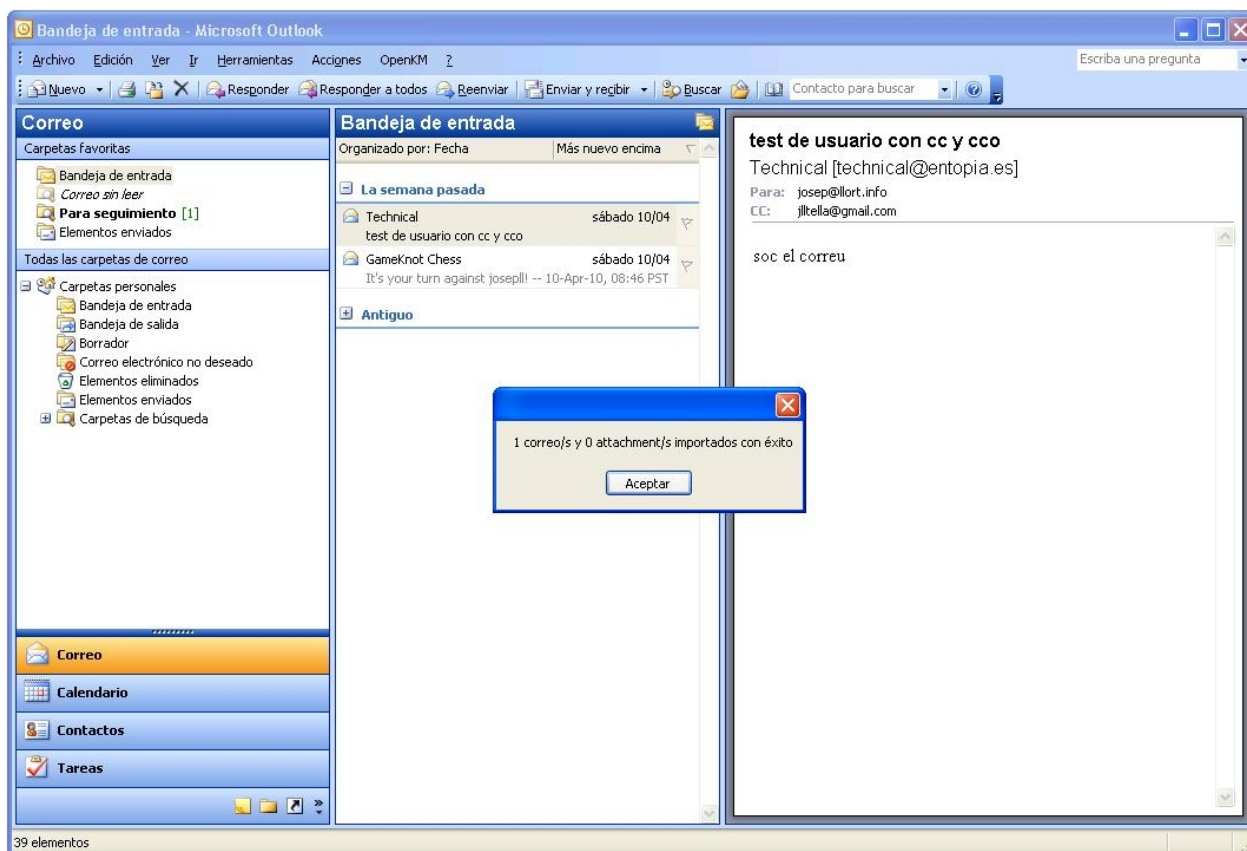 Bandeja de entrada - Microsoft Outlook
Archivo Edición Ver Ir Herramientas Acciones OpenKM ?
Escriba una pregunta
Nuevo Responder Responder a todos Reenviar Enviar y recibir Buscar Contacto para buscar
Correo
Carpetas favoritas
Bandeja de entrada
Correo sin leer
Para seguimiento [1]
Elementos enviados
Todas las carpetas de correo
Carpetas personales
Bandeja de entrada
Bandeja de salida
Borrador
Correo electrónico no deseado
Elementos eliminados
Elementos enviados
Carpetas de búsqueda
Correo
Calendario
Contactos
Tareas
Bandeja de entrada
Organizado por: Fecha Más nuevo encima
La semana pasada
Technical sábado 10/04
test de usuario con cc y cco
GameKnot Chess sábado 10/04
It's your turn against josepll! -- 10-Apr-10, 08:46 PST
Antiguo
test de usuario con cc y cco
Technical [technical@entopia.es]
Para: josep@llort.info
CC: jlltella@gmail.com
soc el correu
1 correo/s y 0 attachment/s importados con éxito
Aceptar
39 elementos